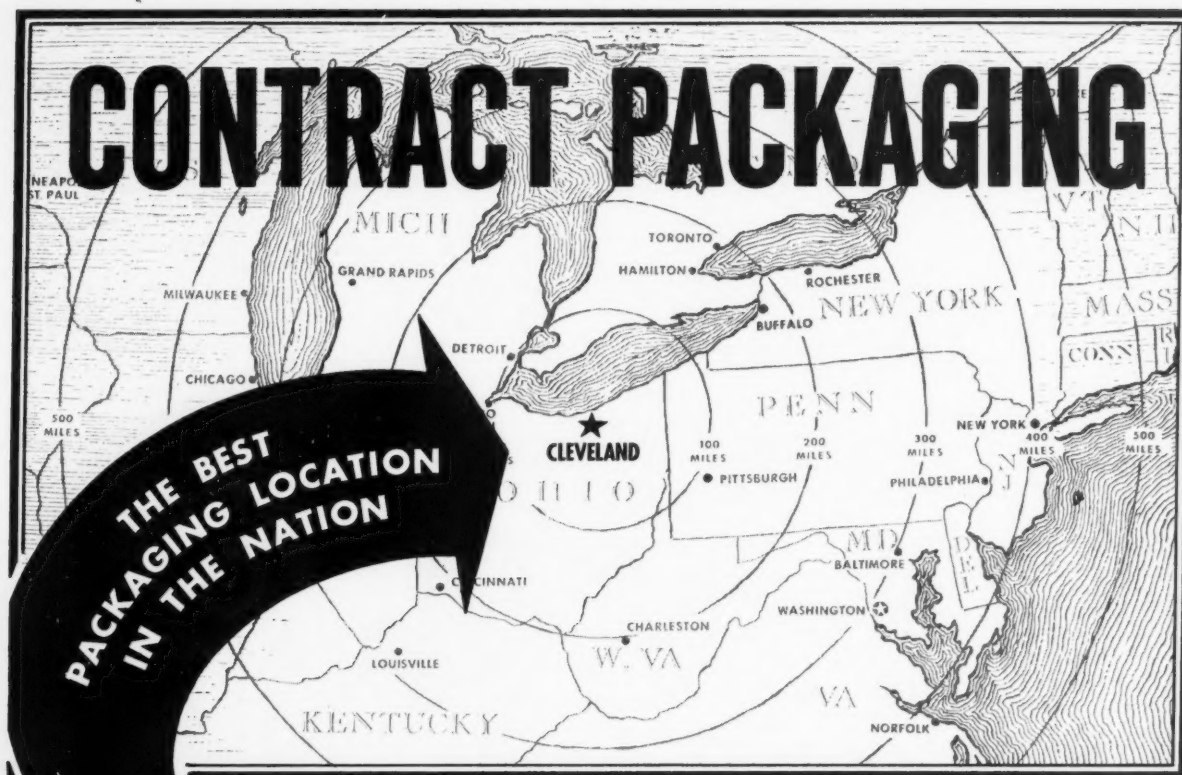 CONTRACT PACKAGING
NEAPO
ST PAUL
MICH
VT
N.H
TORONTO
HAMILTON
ROCHESTER
GRAND RAPIDS
MILWAUKEE
NEW YORK
MASS
BUFFALO
CONN
R
I
DETROIT
CHICAGO
PENN
500
MILES
CLEVELAND
100
MILES
200
MILES
300
MILES
NEW YORK
400
MILES
500
MILES
THE BEST
PACKAGING LOCATION
IN THE NATION
OHIO
PITTSBURGH
PHILADELPHIA
N
J
MD
DEL
BALTIMORE
CINCINNATI
WASHINGTON
CHARLESTON
W. VA
LOUISVILLE
VA
KENTUCKY
NORFOLK